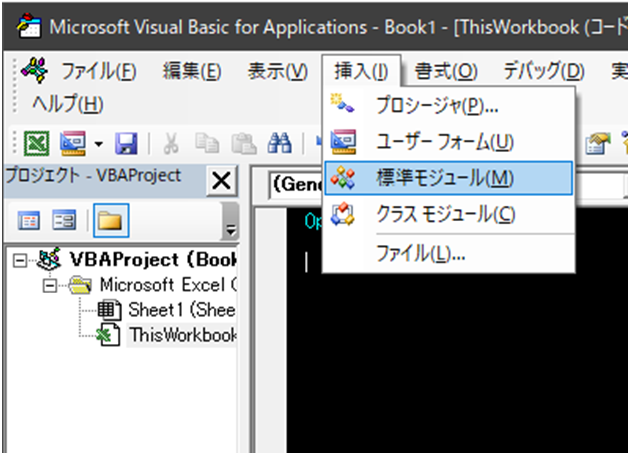 Microsoft Visual Basic for Applications - Book1 - [ThisWorkbook (コード
ファイル(F) 編集(E) 表示(V) 挿入(I) 書式(O) デバッグ(D) 実
ヘルプ(H)
プロシージャ(P)...
ユーザー フォーム(U)
標準モジュール(M)
クラス モジュール(C)
ファイル(L)...
プロジェクト - VBAProject
(Gene
Op
VBAProject (Book
Microsoft Excel (
Sheet1 (Shee
ThisWorkbook